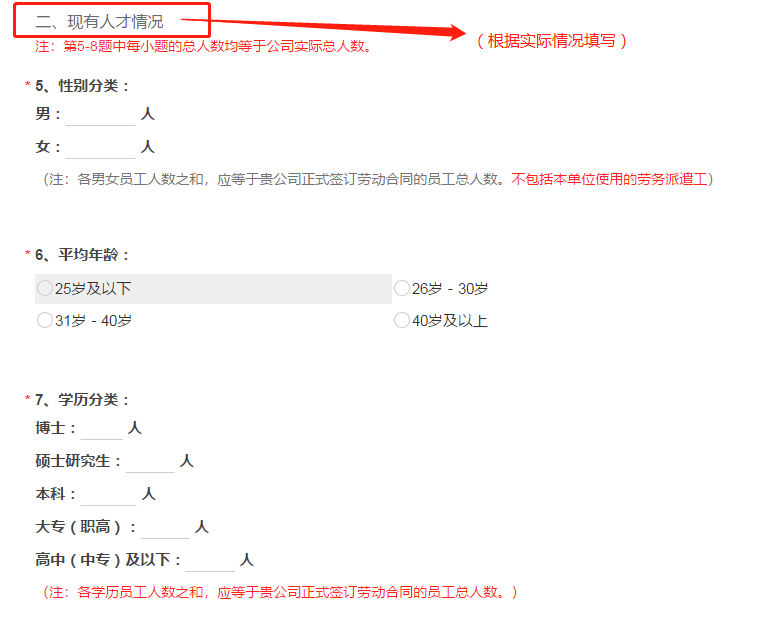 二、现有人才情况
（根据实际情况填写）
注：第5-8题中每小题的总人数均等于公司实际总人数。
* 5、性别分类：
男：________ 人
女：________ 人
（注：各男女员工人数之和，应等于贵公司正式签订劳动合同的员工总人数。不包括本单位使用的劳务派遣工）
* 6、平均年龄：
25岁及以下 26岁 - 30岁
31岁 - 40岁 40岁及以上
* 7、学历分类：
博士：_____ 人
硕士研究生：______ 人
本科：_______ 人
大专（职高）：______ 人
高中（中专）及以下：______ 人
（注：各学历员工人数之和，应等于贵公司正式签订劳动合同的员工总人数。）